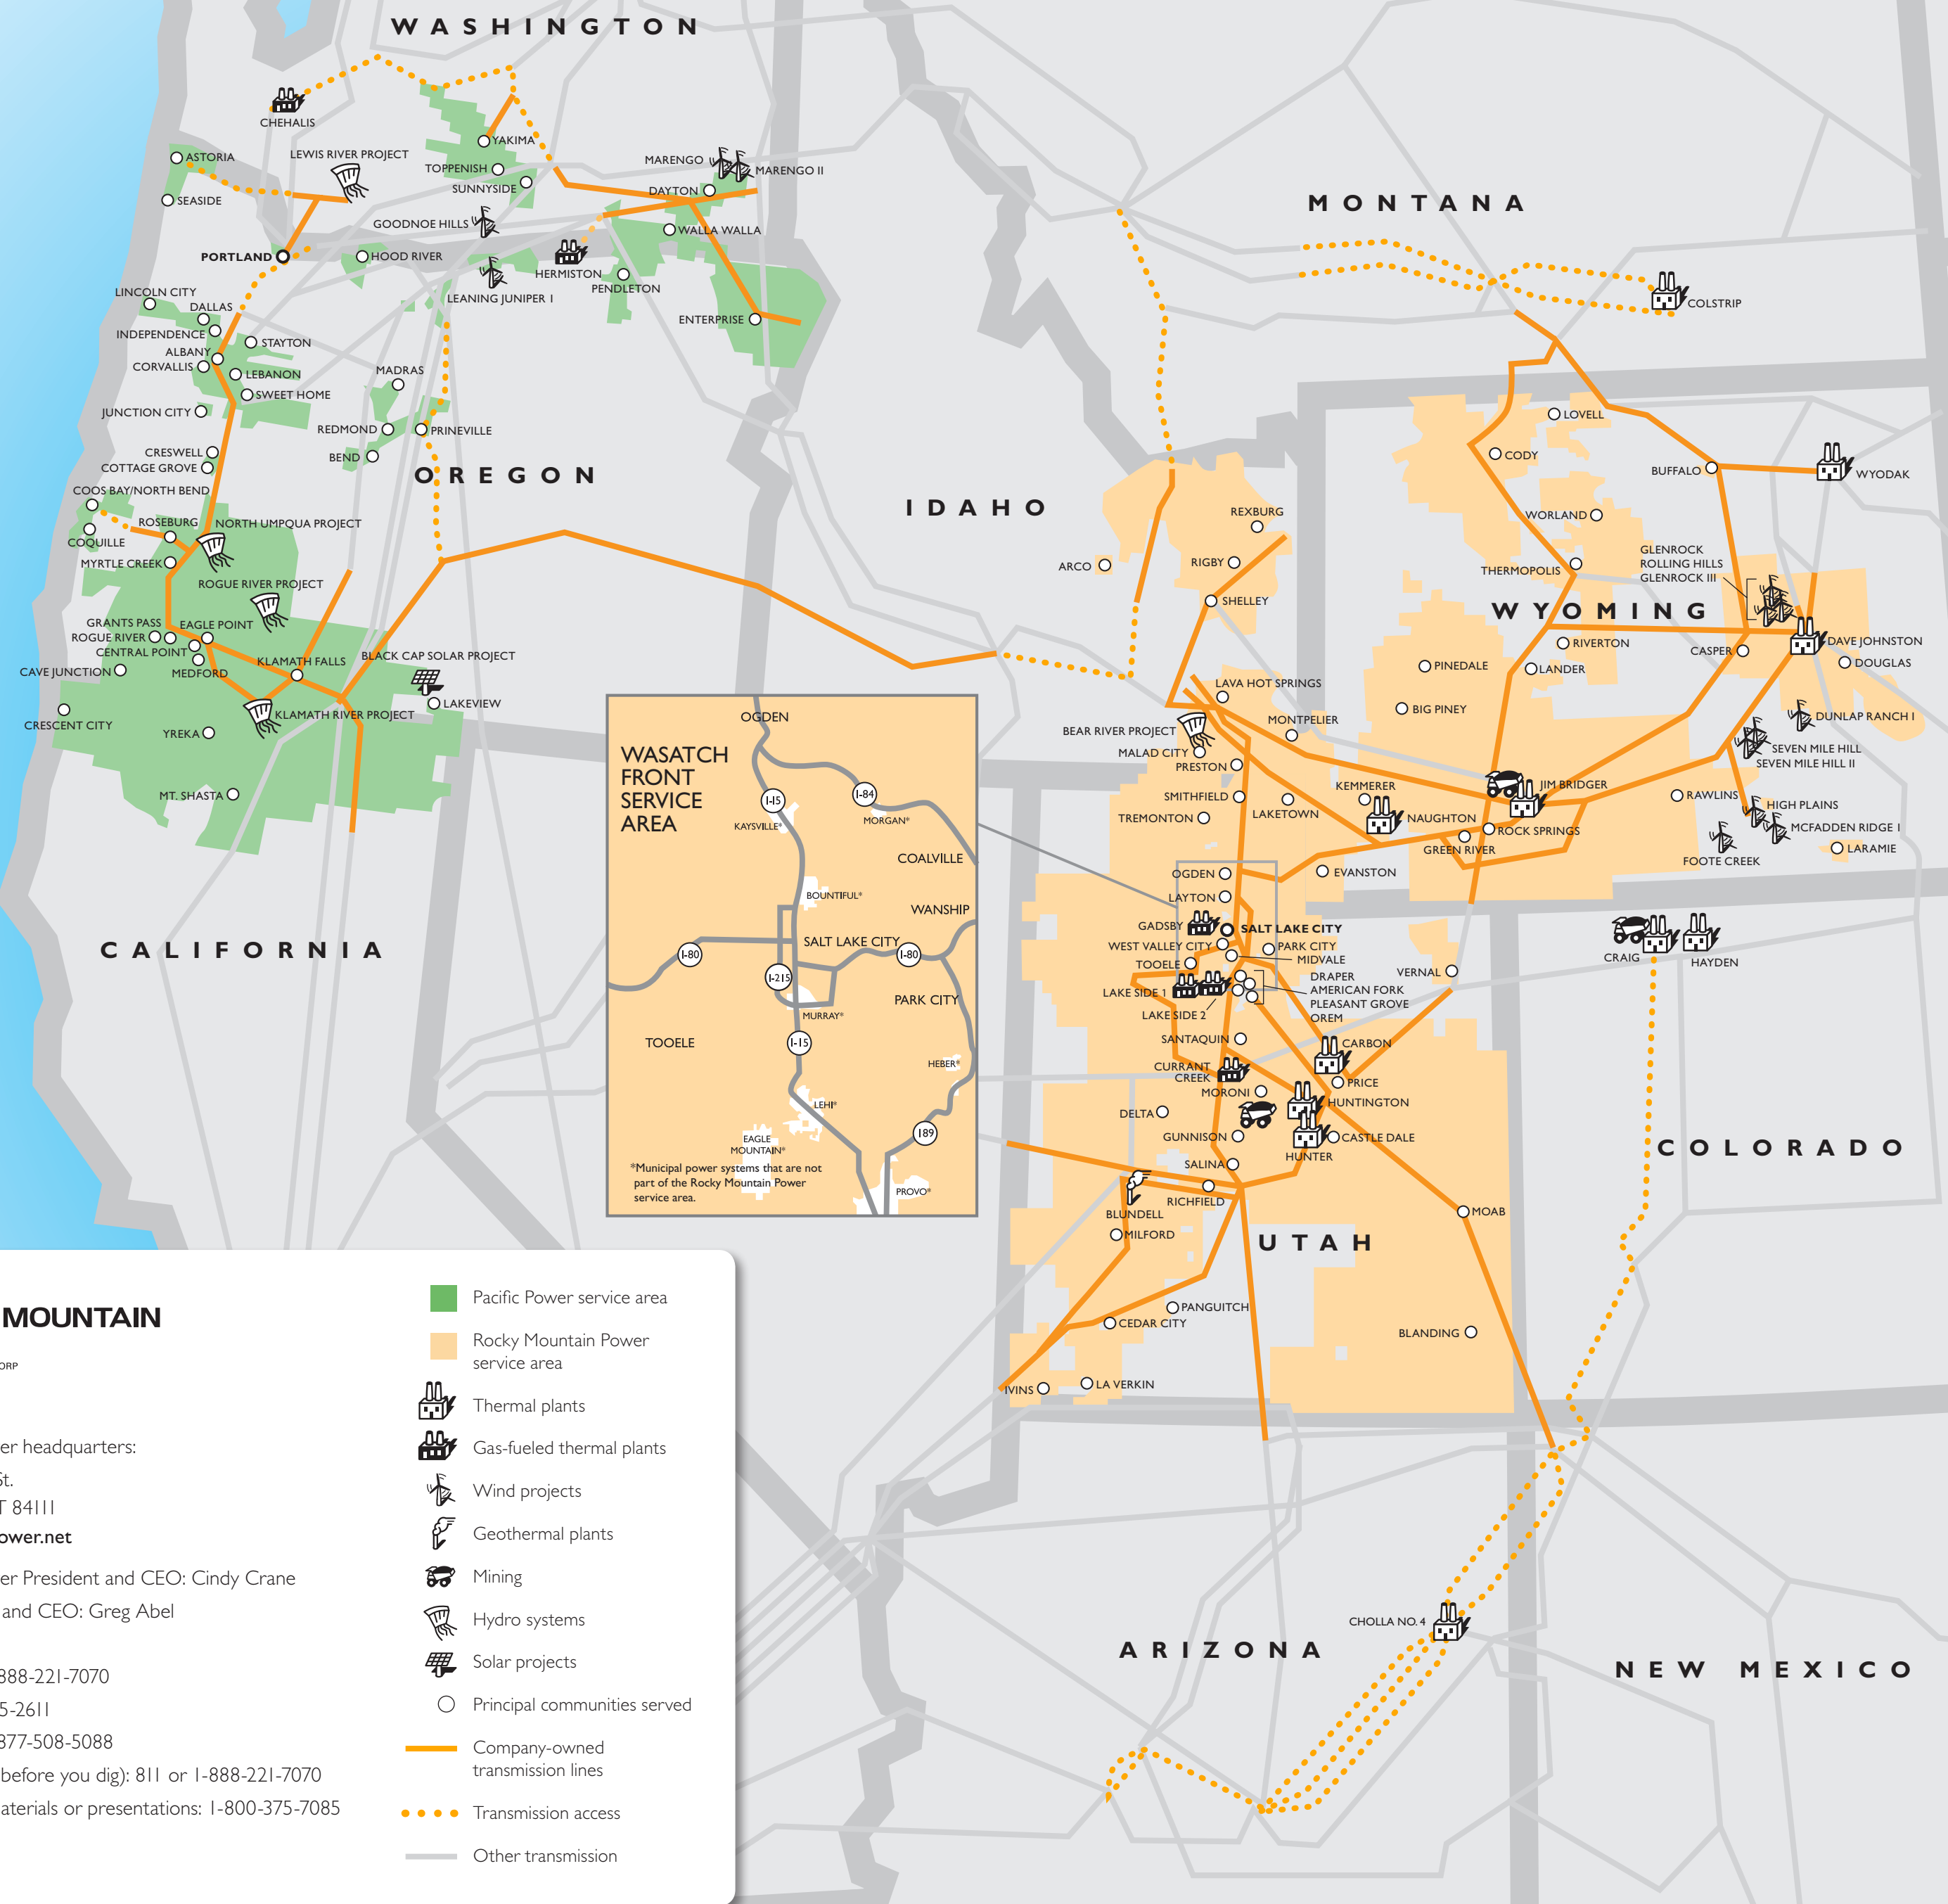 WASHINGTON
CHEHALIS
ASTORIA
LEWIS RIVER PROJECT
SEASIDE
YAKIMA
TOPPENISH
SUNNYSIDE
MARENGO
MARENGO II
DAYTON
GOODNOE HILLS
WALLA WALLA
PORTLAND
HOOD RIVER
HERMISTON
PENDLETON
LEANING JUNIPER I
ENTERPRISE
LINCOLN CITY
DALLAS
INDEPENDENCE
STAYTON
ALBANY
CORVALLIS
LEBANON
SWEET HOME
MADRAS
JUNCTION CITY
REDMOND
PRINEVILLE
CRESWELL
COTTAGE GROVE
BEND
OREGON
COOS BAY/NORTH BEND
ROSEBURG
NORTH UMPQUA PROJECT
COQUILLE
MYRTLE CREEK
ROGUE RIVER PROJECT
GRANTS PASS
EAGLE POINT
ROGUE RIVER
CENTRAL POINT
KLAMATH FALLS
BLACK CAP SOLAR PROJECT
CAVE JUNCTION
MEDFORD
LAKEVIEW
CRESCENT CITY
KLAMATH RIVER PROJECT
YREKA
MT. SHASTA
CALIFORNIA
MONTANA
COLSTRIP
IDAHO
REXBURG
ARCO
RIGBY
SHELLEY
LAVA HOT SPRINGS
BEAR RIVER PROJECT
MONTPELIER
MALAD CITY
PRESTON
LOVELL
CODY
BUFFALO
WYODAK
WORLAND
THERMOPOLIS
GLENROCK
ROLLING HILLS
GLENROCK III
WYOMING
RIVERTON
CASPER
DAVE JOHNSTON
DOUGLAS
PINEDALE
LANDER
BIG PINEY
DUNLAP RANCH I
SEVEN MILE HILL
SEVEN MILE HILL II
KEMMERER
JIM BRIDGER
RAWLINS
HIGH PLAINS
NAUGHTON
ROCK SPRINGS
MCFADDEN RIDGE I
GREEN RIVER
FOOTE CREEK
LARAMIE
EVANSTON
SMITHFIELD
TREMONTON
LAKETOWN
OGDEN
LAYTON
GADSBY
SALT LAKE CITY
WEST VALLEY CITY
PARK CITY
TOOELE
MIDVALE
LAKE SIDE 1
LAKE SIDE 2
DRAPER
AMERICAN FORK
PLEASANT GROVE
OREM
VERNAL
CRAIG
HAYDEN
SANTAQUIN
CARBON
CURRANT
CREEK
PRICE
MORONI
HUNTINGTON
DELTA
GUNNISON
CASTLE DALE
HUNTER
SALINA
RICHFIELD
BLUNDELL
MILFORD
MOAB
UTAH
PANGUITCH
CEDAR CITY
BLANDING
IVINS
LA VERKIN
COLORADO
ARIZONA
CHOLLA NO. 4
NEW MEXICO
WASATCH
FRONT
SERVICE
AREA
OGDEN
I-15
I-84
KAYSVILLE*
MORGAN*
COALVILLE
BOUNTIFUL*
WANSHIP
SALT LAKE CITY
I-80
I-80
I-215
PARK CITY
MURRAY*
TOOELE
I-15
HEBER*
LEHI*
189
EAGLE
MOUNTAIN*
PROVO*
*Municipal power systems that are not
part of the Rocky Mountain Power
service area.
MOUNTAIN
ORP
er headquarters:
St.
T 84111
ower.net
er President and CEO: Cindy Crane
and CEO: Greg Abel
888-221-7070
5-2611
877-508-5088
before you dig): 811 or 1-888-221-7070
aterials or presentations: 1-800-375-7085
Pacific Power service area
Rocky Mountain Power
service area
Thermal plants
Gas-fueled thermal plants
Wind projects
Geothermal plants
Mining
Hydro systems
Solar projects
Principal communities served
Company-owned
transmission lines
Transmission access
Other transmission